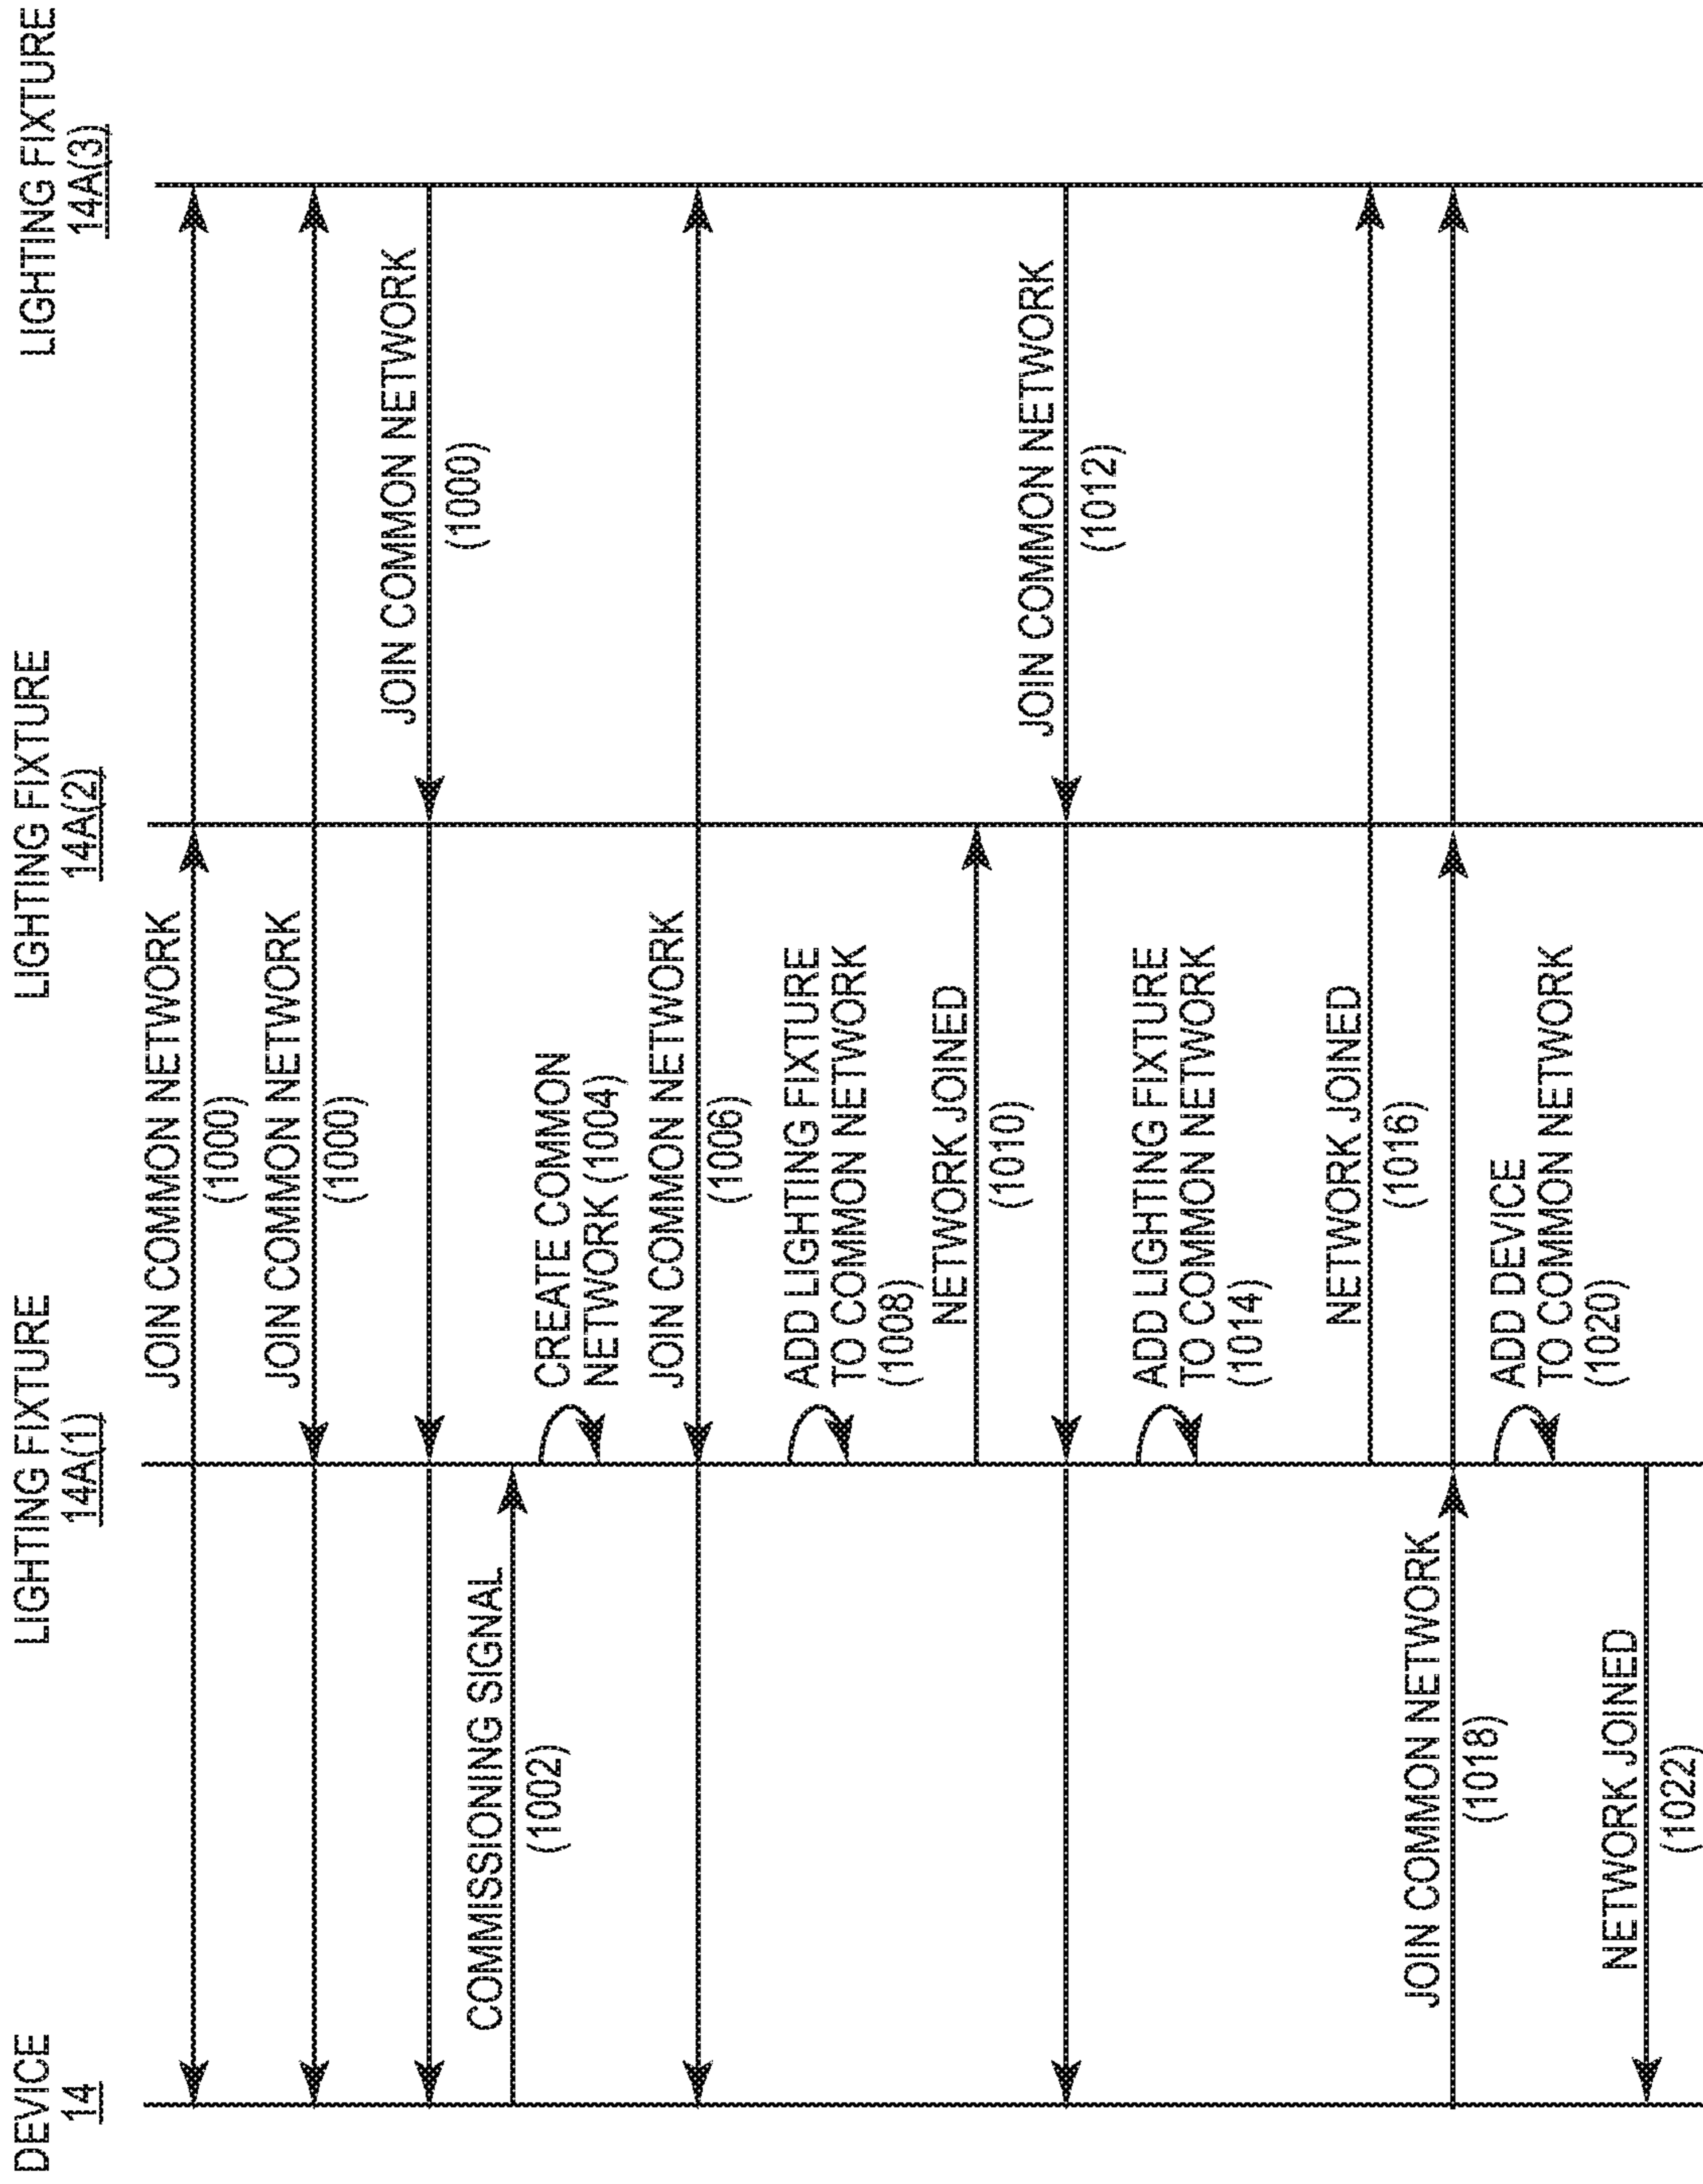 DEVICE
14
LIGHTING FIXTURE
14A(1)
LIGHTING FIXTURE
14A(2)
LIGHTING FIXTURE
14A(3)
JOIN COMMON NETWORK
(1000)
JOIN COMMON NETWORK
(1000)
JOIN COMMON NETWORK
(1000)
COMMISSIONING SIGNAL
(1002)
CREATE COMMON
NETWORK (1004)
JOIN COMMON NETWORK
(1006)
ADD LIGHTING FIXTURE
TO COMMON NETWORK
(1008)
NETWORK JOINED
(1010)
JOIN COMMON NETWORK
(1012)
ADD LIGHTING FIXTURE
TO COMMON NETWORK
(1014)
NETWORK JOINED
(1016)
JOIN COMMON NETWORK
(1018)
ADD DEVICE
TO COMMON NETWORK
(1020)
NETWORK JOINED
(1022)